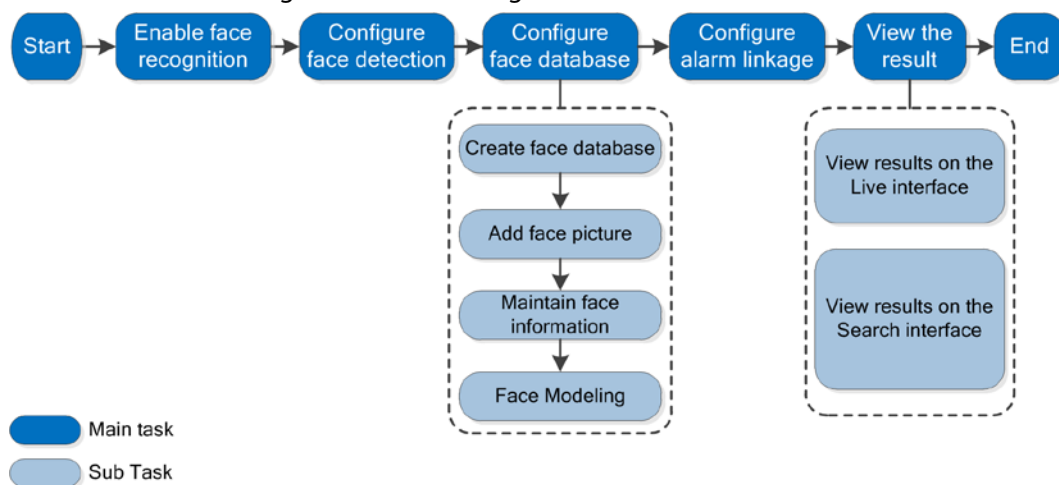 Start
Enable face
recognition
Configure
face detection
Configure
face database
Configure
alarm linkage
View the
result
End
Create face database
Add face picture
Maintain face
information
Face Modeling
View results on the
Live interface
View results on the
Search interface
Main task
Sub Task